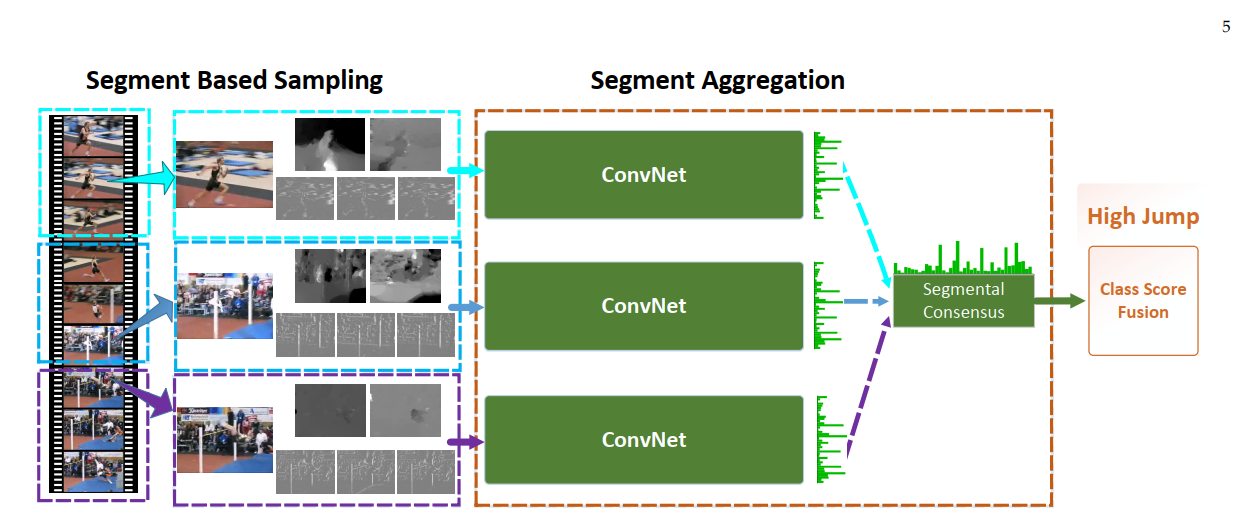 5
Segment Based Sampling
Segment Aggregation
ConvNet
ConvNet
ConvNet
Segmental
Consensus
High Jump
Class Score
Fusion